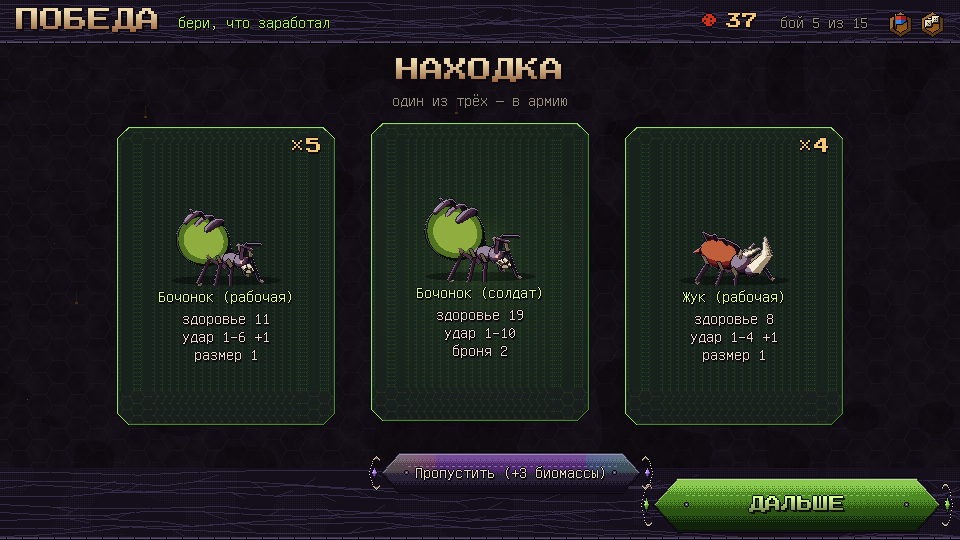 ПОБЕДА
бери, что заработал
37
бой 5 из 15
НАХОДКА
один из трёх — в армию
×5
Бочонок (рабочая)
здоровье 11
удар 1–6 +1
размер 1
Бочонок (солдат)
здоровье 19
удар 1–10
броня 2
×4
Жук (рабочая)
здоровье 8
удар 1–4 +1
размер 1
Пропустить (+3 биомассы)
ДАЛЬШЕ